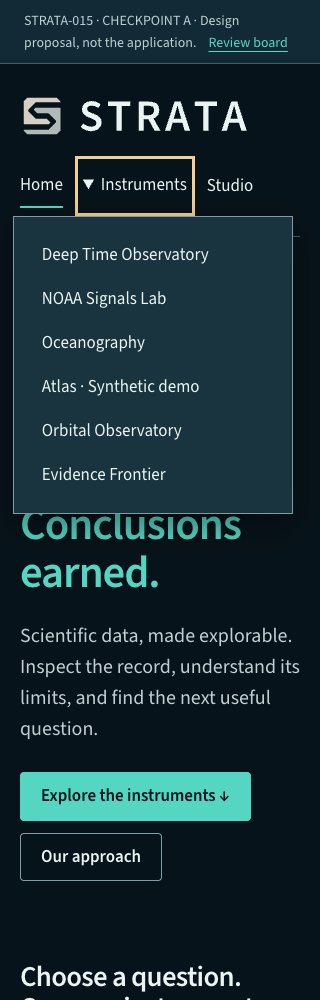 STRATA-015 · CHECKPOINT A · Design
proposal, not the application. Review board
STRATA
Home ▼ Instruments Studio
Deep Time Observatory
NOAA Signals Lab
Oceanography
Atlas · Synthetic demo
Orbital Observatory
Evidence Frontier
Conclusions
earned.
Scientific data, made explorable.
Inspect the record, understand its
limits, and find the next useful
question.
Explore the instruments ↓
Our approach
Choose a question.